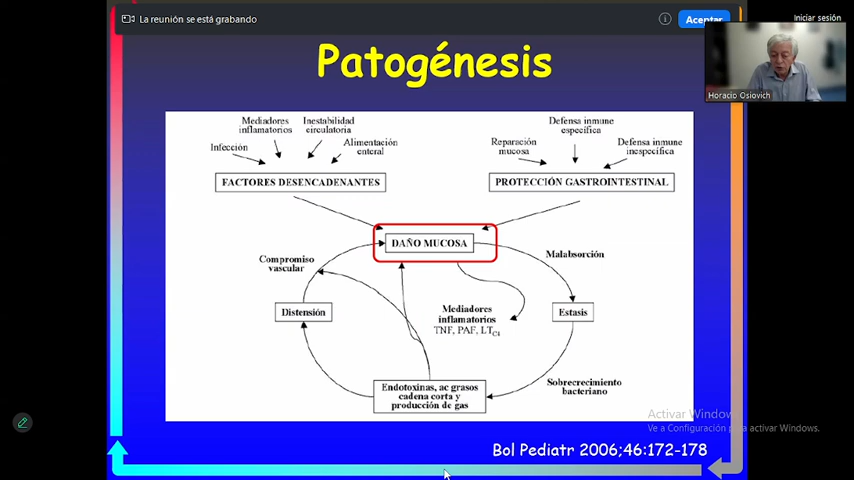 La reunión se está grabando
Aceptar
Iniciar sesión
Horacio Osiovich
Patogénesis
Mediadores
inflamatorios
Inestabilidad
circulatoria
Infección
Alimentación
enteral
Defensa inmune
especifica
Reparación
mucosa
Defensa inmune
inespecífica
FACTORES DESENCADENANTES
PROTECCIÓN GASTROINTESTINAL
DAÑO MUCOSA
Compromiso
vascular
Malabsorción
Distensión
Mediadores
inflamatorios
TNF, PAF, LTC4
Estasis
Endotoxinas, ac grasos
cadena corta y
producción de gas
Sobrecrecimiento
bacteriano
Activar Window
Ve a Configuración para activar Windows.
Bol Pediatr 2006;46:172-178